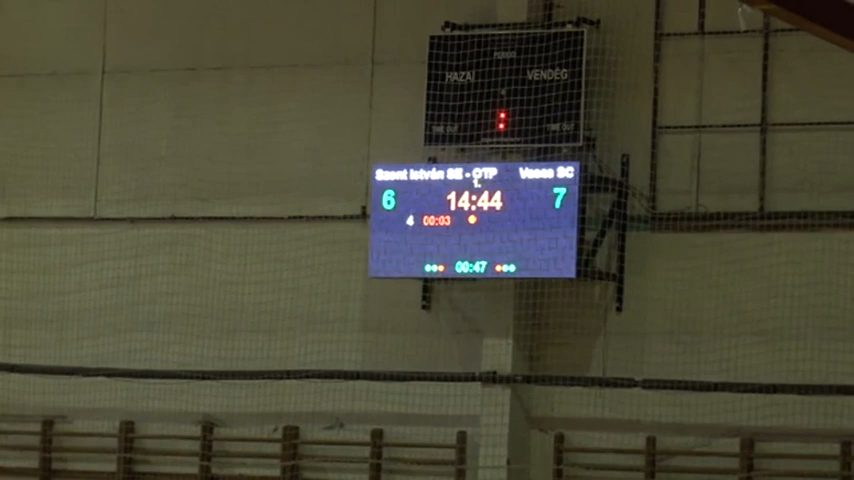 PERIOD
HAZAI VENDÉG
TIME OUT TIME OUT
Szent István SE - OTP Vasas SC
1.
6 14:44 7
4 00:03
00:47